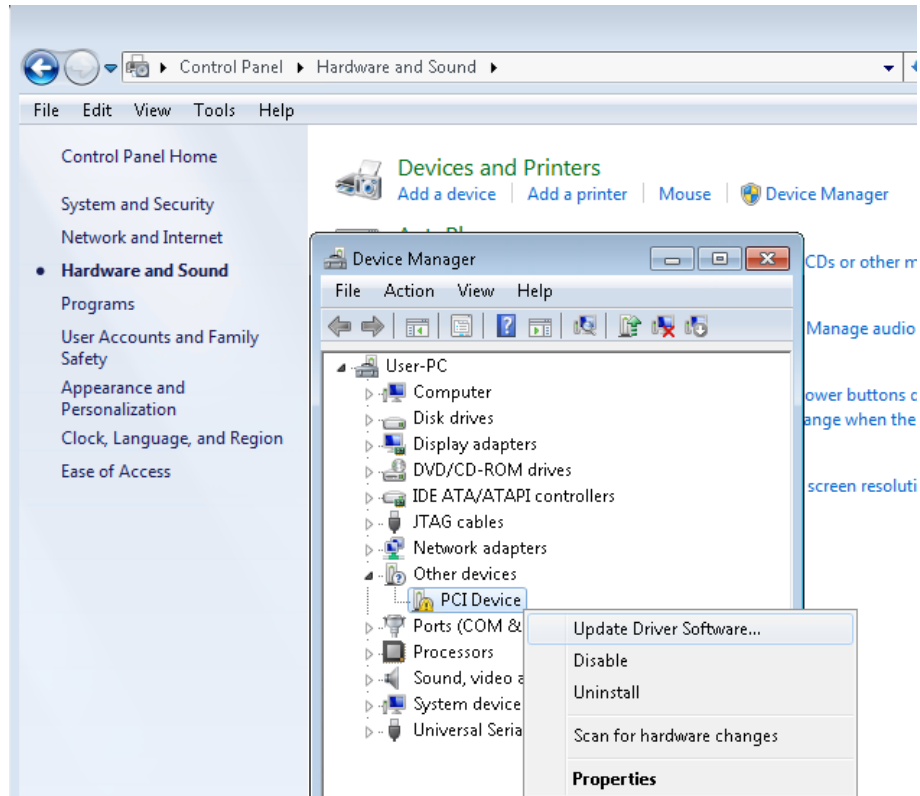 Control Panel Hardware and Sound
File Edit View Tools Help
Control Panel Home
System and Security
Network and Internet
Hardware and Sound
Programs
User Accounts and Family
Safety
Appearance and
Personalization
Clock, Language, and Region
Ease of Access
Devices and Printers
Add a device Add a printer Mouse Device Manager
CDs or other
Manage audio
buttons
when the
screen
Device Manager
File Action View Help
User-PC
Computer
Disk drives
Display adapters
DVD/CD-ROM drives
IDE ATA/ATAPI controllers
JTAG cables
Network adapters
Other devices
PCI Device
Ports (COM &
Processors
Sound, video
System device
Universal Seria
Update Driver Software...
Disable
Uninstall
Scan for hardware changes
Properties